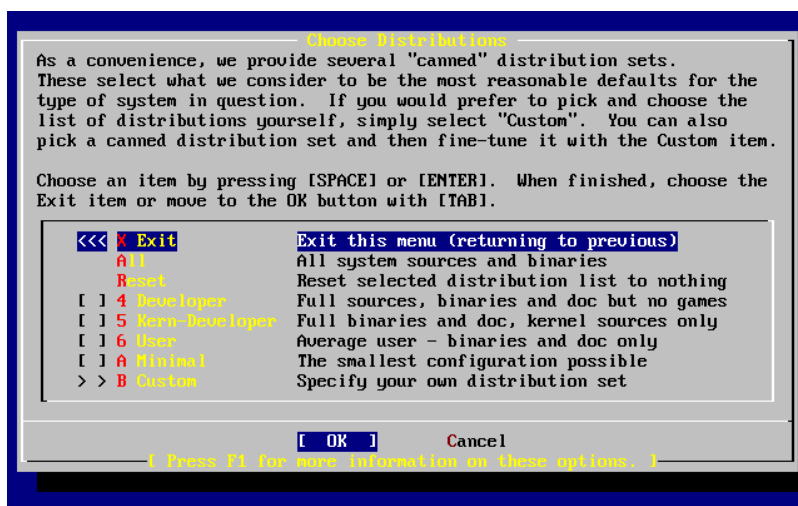 Choose Distributions
As a convenience, we provide several "canned" distribution sets.
These select what we consider to be the most reasonable defaults for the
type of system in question.  If you would prefer to pick and choose the
list of distributions yourself, simply select "Custom".  You can also
pick a canned distribution set and then fine-tune it with the Custom item.
Choose an item by pressing [SPACE] or [ENTER].  When finished, choose the
Exit item or move to the OK button with [TAB].
<<< X Exit Exit this menu (returning to previous)
All All system sources and binaries
Reset Reset selected distribution list to nothing
[ ] 4 Developer Full sources, binaries and doc but no games
[ ] 5 Kern-Developer Full binaries and doc, kernel sources only
[ ] 6 User Average user - binaries and doc only
[ ] A Minimal The smallest configuration possible
> > B Custom Specify your own distribution set
[ OK ] Cancel
[ Press F1 for more information on these options. ]